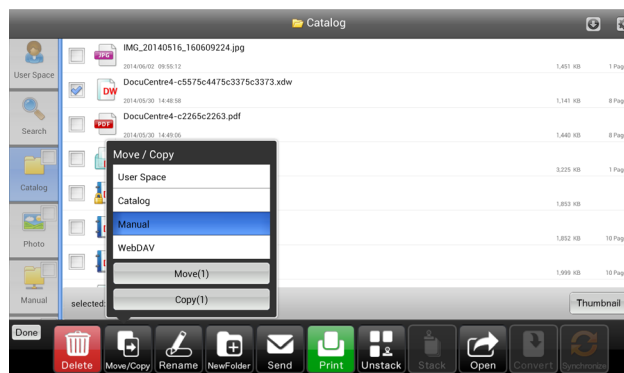 Catalog
IMG_20140516_160609224.jpg
JPG
2014/06/02 09:55:12
1,451 KB
1 Pag
User Space
DocuCentre4-c5575c4475c3375c3373.xdw
DW
2014/05/30 14:48:58
1,141 KB
8 Pag
DocuCentre4-c2265c2263.pdf
PDF
2014/05/30 14:49:06
1,440 KB
8 Pag
Search
Move / Copy
User Space
3,225 KB
1 Pag
Catalog
Catalog
1,853 KB
Manual
1,852 KB
10 Pag
Photo
WebDAV
Move(1)
1,999 KB
10 Pag
Manual
selected:
Copy(1)
Thumbnail
Done
Delete
Move/Copy
Rename
NewFolder
Send
Print
Unstack
Stack
Open
Convert
Synchronize